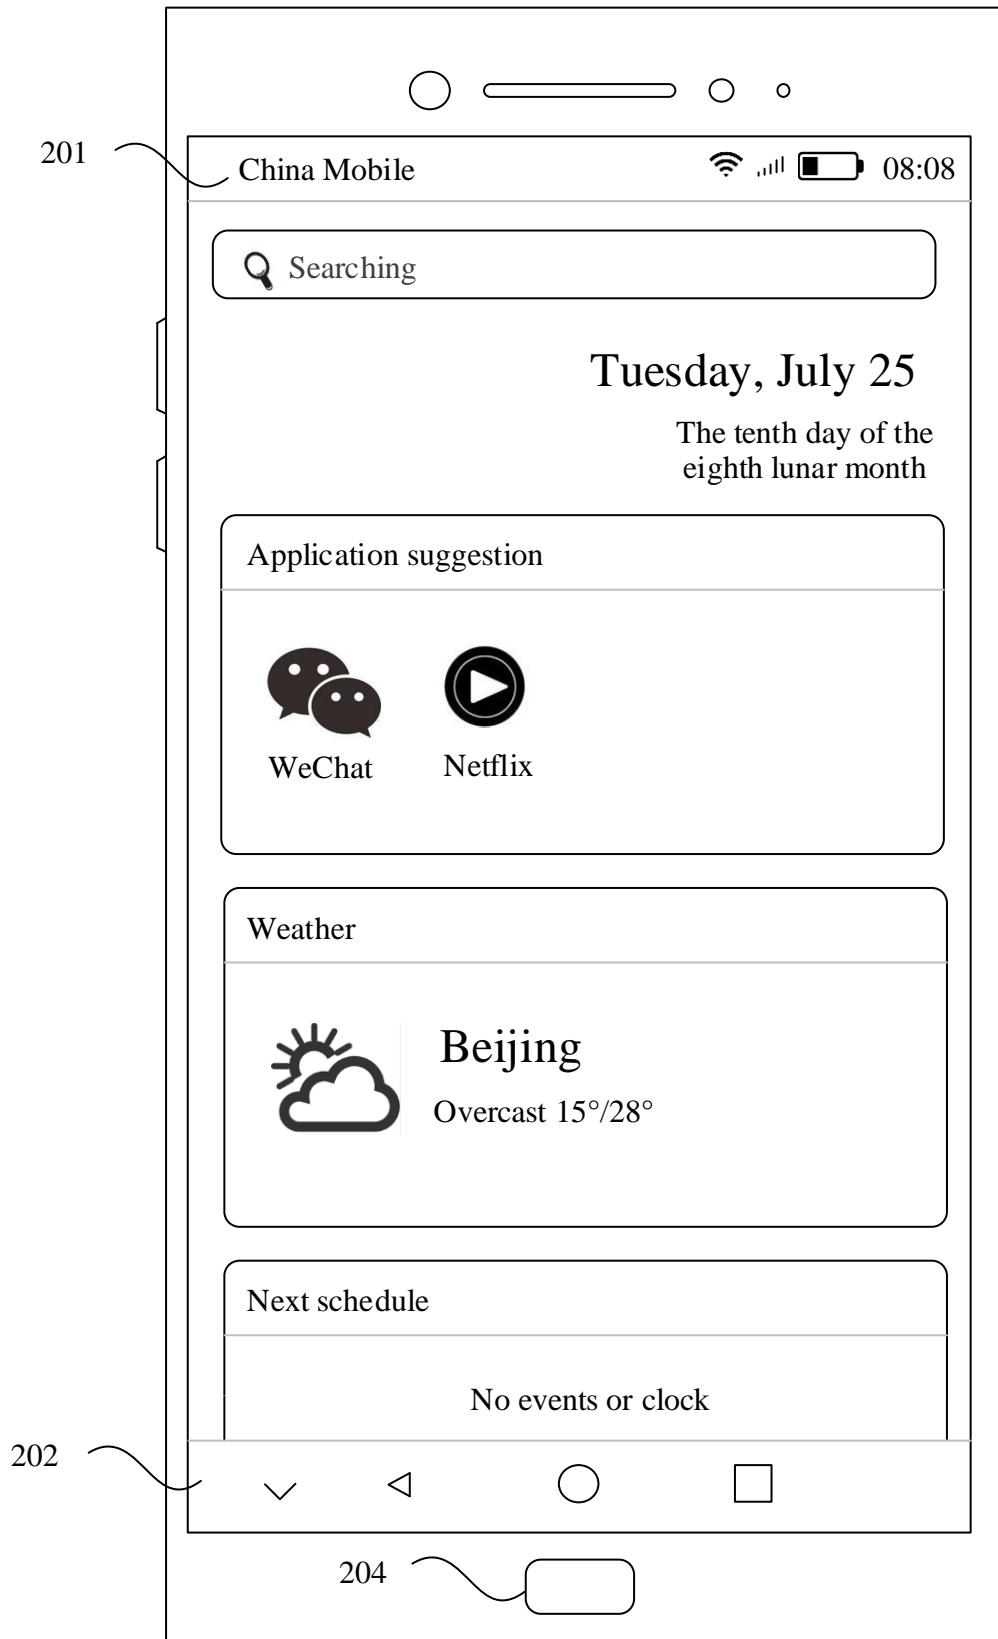 201
China Mobile
08:08
Searching
Tuesday, July 25
The tenth day of the
eighth lunar month
Application suggestion
WeChat
Netflix
Weather
Beijing
Overcast 15°/28°
Next schedule
No events or clock
202
204